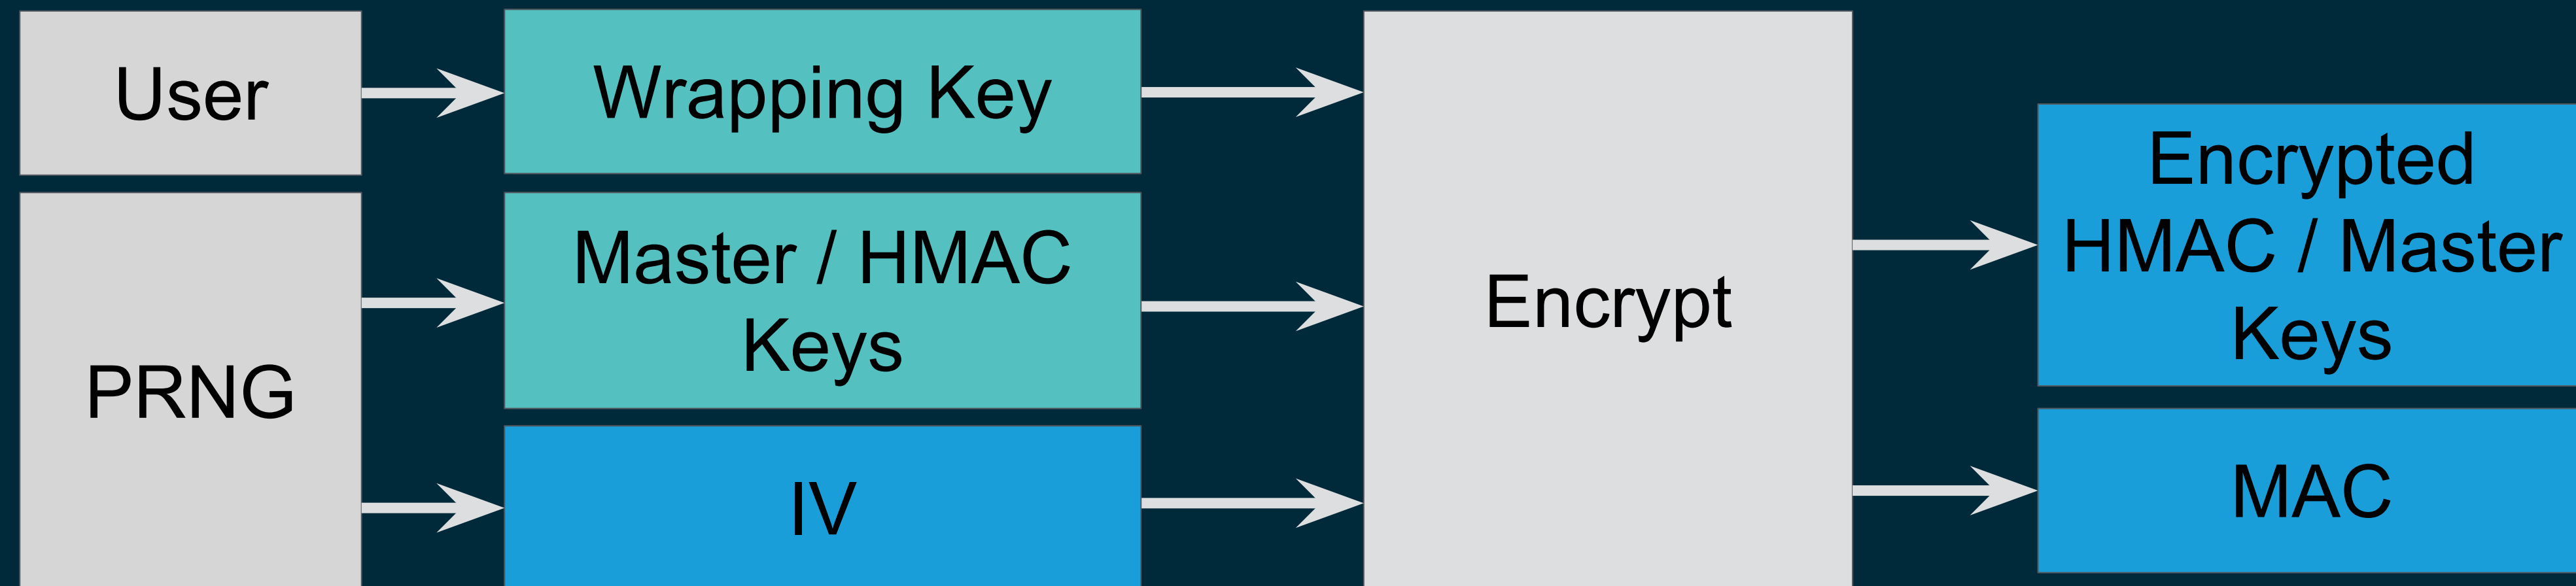 User
Wrapping Key
PRNG
Master / HMAC
Keys
IV
Encrypt
Encrypted
HMAC / Master
Keys
MAC